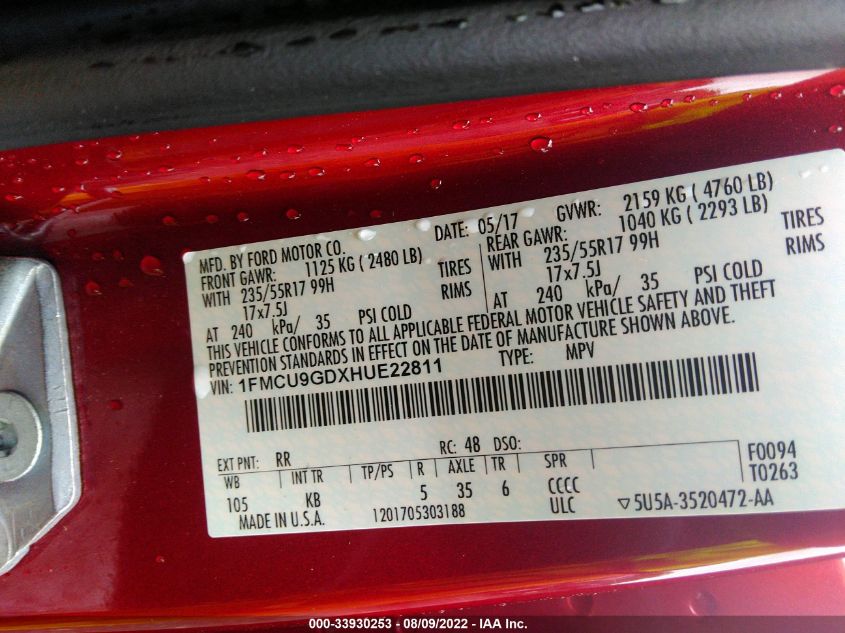 MFD. BY FORD MOTOR CO. DATE: 05/17 GVWR: 2159 KG ( 4760 LB)
FRONT GAWR: 1125 KG ( 2480 LB) REAR GAWR: 1040 KG ( 2293 LB)
WITH 235/55R17 99H TIRES WITH 235/55R17 99H TIRES
17x7.5J RIMS 17x7.5J RIMS
AT 240 kPa/ 35 PSI COLD AT 240 kPa/ 35 PSI COLD
THIS VEHICLE CONFORMS TO ALL APPLICABLE FEDERAL MOTOR VEHICLE SAFETY AND THEFT
PREVENTION STANDARDS IN EFFECT ON THE DATE OF MANUFACTURE SHOWN ABOVE.
VIN: 1FMCU9GDXHUE22811 TYPE: MPV
EXT PNT: RR RC: 48 DSO: F0094
WB INT TR TP/PS R AXLE TR SPR T0263
105 KB 5 35 6 CCCC
MADE IN U.S.A. 1201705303188 ULC ▽5U5A-3520472-AA
000-33930253 - 08/09/2022 - IAA Inc.